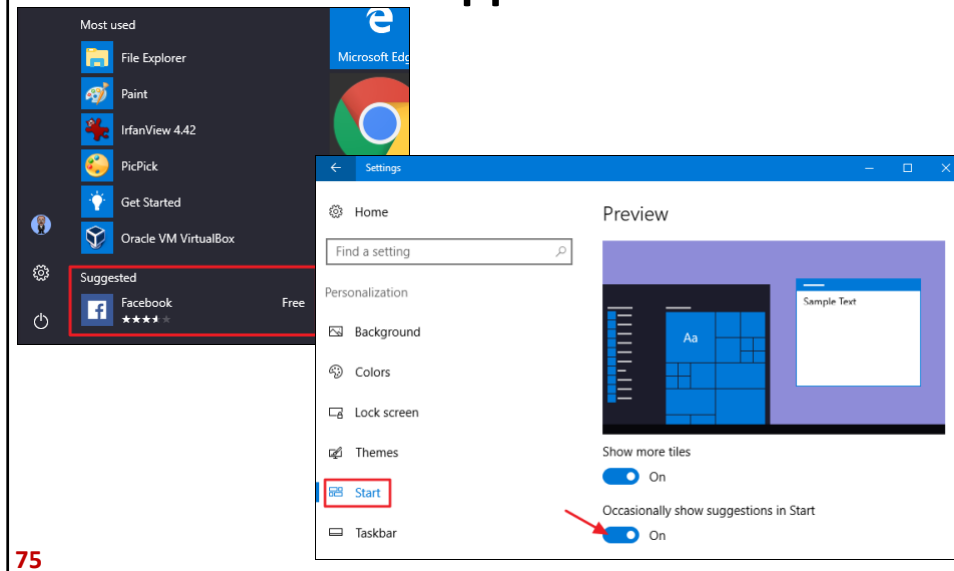 pp
Most used
File Explorer
Paint
IrfanView 4.42
PicPick
Get Started
Oracle VM VirtualBox
Suggested
Facebook Free
Microsoft Edg
Settings
Home
Find a setting
Personalization
Background
Colors
Lock screen
Themes
Start
Taskbar
Preview
Sample Text
Aa
Show more tiles
On
Occasionally show suggestions in Start
On
75